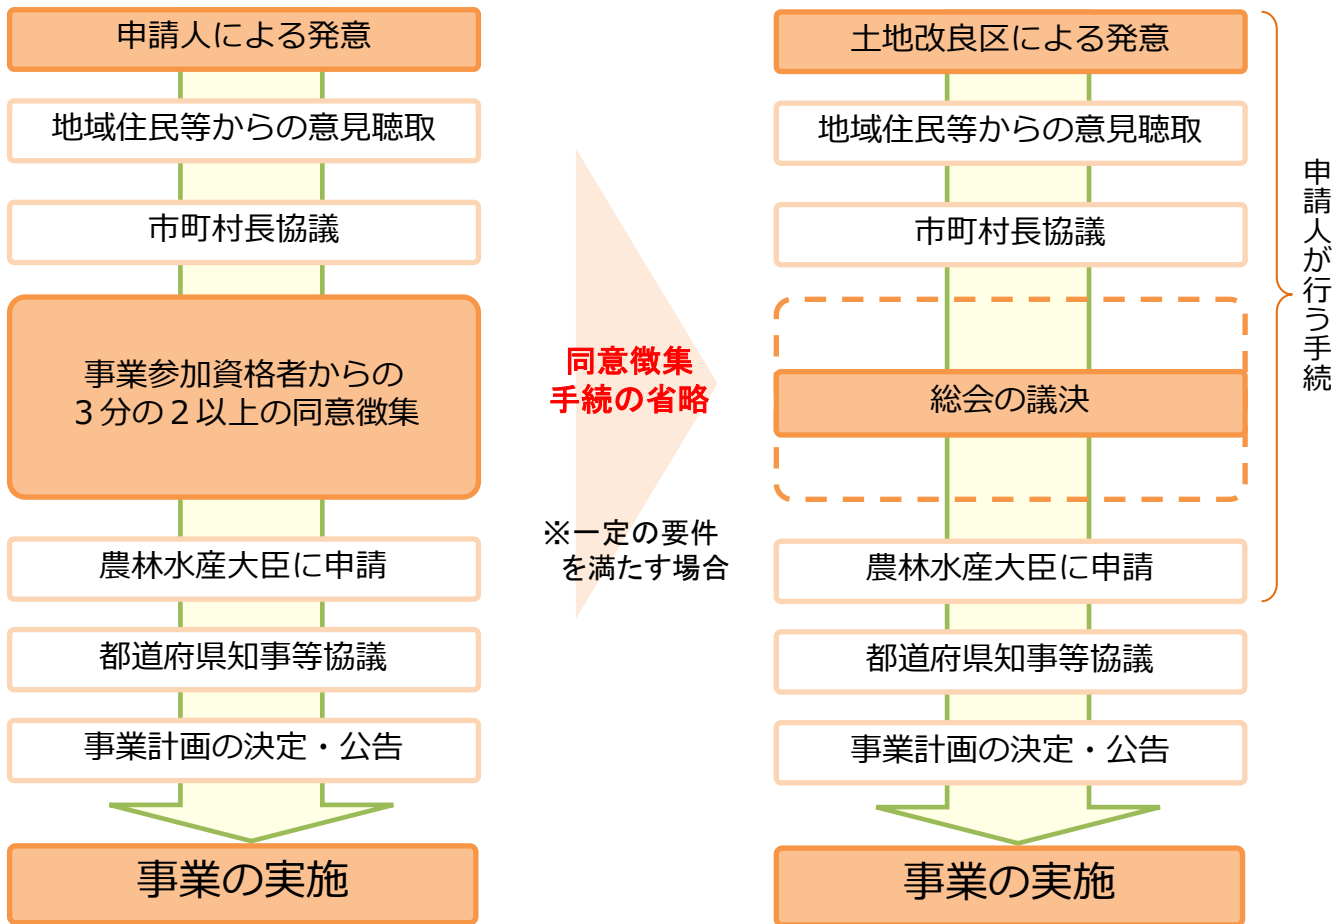 申請人による発意
地域住民等からの意見聴取
市町村長協議
事業参加資格者からの
３分の２以上の同意徴集
農林水産大臣に申請
都道府県知事等協議
事業計画の決定・公告
事業の実施
同意徴集
手続の省略
※一定の要件
を満たす場合
土地改良区による発意
地域住民等からの意見聴取
市町村長協議
総会の議決
農林水産大臣に申請
都道府県知事等協議
事業計画の決定・公告
事業の実施
申請人が行う手続